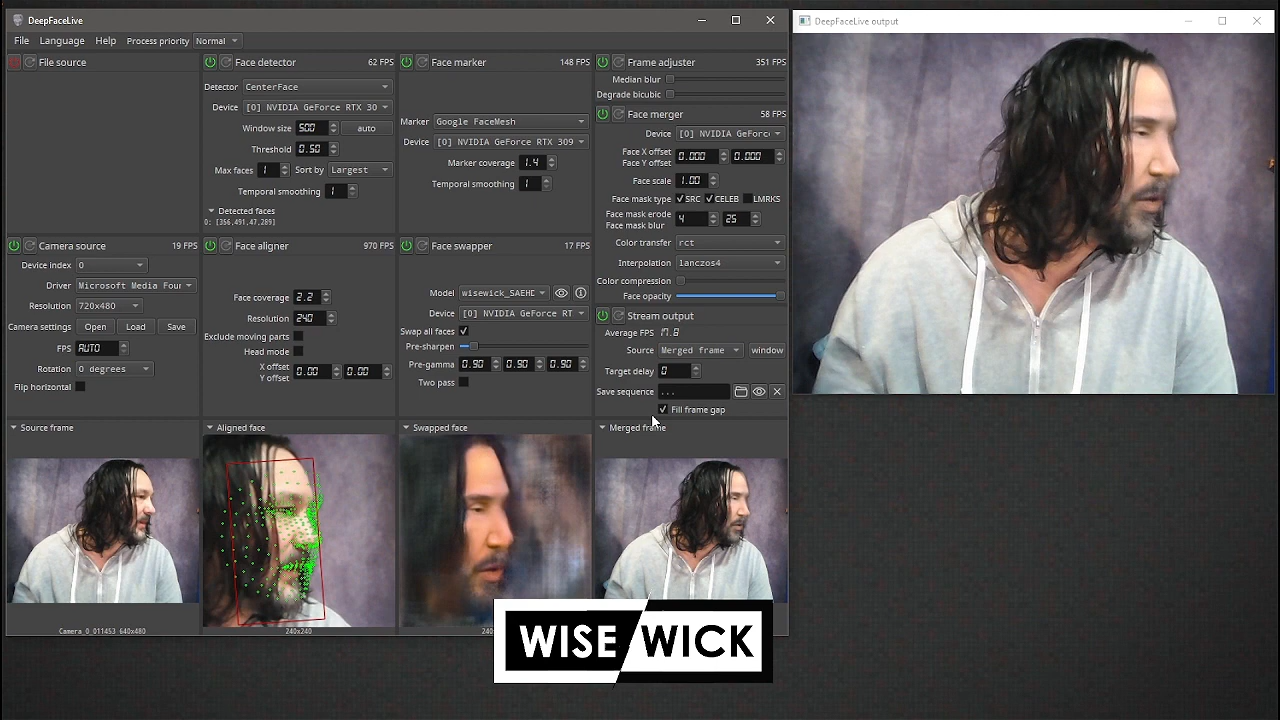 DeepFaceLive
File Language Help Process priority Normal
File source
Face detector 62 FPS
Detector CenterFace
Device [0] NVIDIA GeForce RTX 30
Window size 500 auto
Threshold 0.50
Max faces 1 Sort by Largest
Temporal smoothing 1
Detected faces
0: [356,491,47,289]
Face marker 148 FPS
Marker Google FaceMesh
Device [0] NVIDIA GeForce RTX 309
Marker coverage 1.4
Temporal smoothing 1
Frame adjuster 351 FPS
Median blur
Degrade bicubic
Face merger 58 FPS
Device [0] NVIDIA GeForc
Face X offset
Face Y offset
0.000 0.000
Face scale 1.00
Face mask type SRC CELEB LMRKS
Face mask erode
Face mask blur
4 25
Color transfer rct
Interpolation lanczos4
Color compression
Face opacity
Camera source 19 FPS
Device index 0
Driver Microsoft Media Four
Resolution 720x480
Camera settings Open Load Save
FPS AUTO
Rotation 0 degrees
Flip horizontal
Face aligner 970 FPS
Face coverage 2.2
Resolution 240
Exclude moving parts
Head mode
X offset
Y offset
0.00 0.00
Face swapper 17 FPS
Model wisewick_SAEHD
Device [0] NVIDIA GeForce RT
Swap all faces
Pre-sharpen
Pre-gamma 0.90 0.90 0.90
Two pass
Stream output
Average FPS 17.8
Source Merged frame window
Target delay 0
Save sequence ...
Fill frame gap
Source frame
Camera_0_011453 640x480
Aligned face
240x240
Swapped face
Merged frame
DeepFaceLive output
WISE WICK